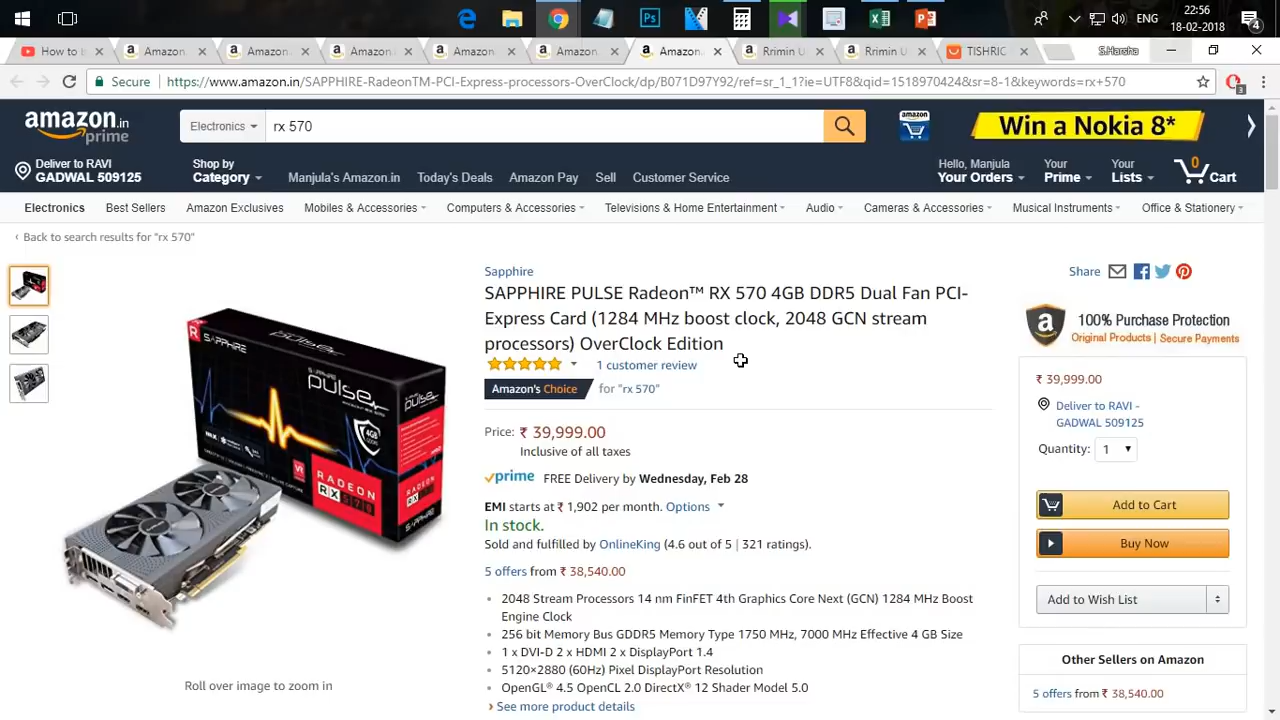 22:56
ENG
18-02-2018
4
How to b
Amazon.
Amazon.
Amazon.
Amazon.
Amazon.
Amazon.
Rrimin U
Rrimin U
TISHRIC
S.Harsha
Secure
https://www.amazon.in/SAPPHIRE-RadeonTM-PCI-Express-processors-OverClock/dp/B071D97Y92/ref=sr_1_1?ie=UTF8&qid=1518970424&sr=8-1&keywords=rx+570
3
amazon.in
prime
Electronics
rx 570
amazon
Win a Nokia 8*
Deliver to RAVI
GADWAL 509125
Shop by
Category
Manjula's Amazon.in
Today's Deals
Amazon Pay
Sell
Customer Service
Hello, Manjula
Your Orders
Your
Prime
Your
Lists
0
Cart
Electronics
Best Sellers
Amazon Exclusives
Mobiles & Accessories
Computers & Accessories
Televisions & Home Entertainment
Audio
Cameras & Accessories
Musical Instruments
Office & Stationery
‹ Back to search results for "rx 570"
Sapphire
SAPPHIRE PULSE Radeon™ RX 570 4GB DDR5 Dual Fan PCI-
Express Card (1284 MHz boost clock, 2048 GCN stream
processors) OverClock Edition
1 customer review
Amazon's Choice
for "rx 570"
Price: ₹ 39,999.00
Inclusive of all taxes
prime
FREE Delivery by Wednesday, Feb 28
EMI starts at ₹ 1,902 per month. Options
In stock.
Sold and fulfilled by OnlineKing (4.6 out of 5 | 321 ratings).
5 offers from ₹ 38,540.00
• 2048 Stream Processors 14 nm FinFET 4th Graphics Core Next (GCN) 1284 MHz Boost
Engine Clock
• 256 bit Memory Bus GDDR5 Memory Type 1750 MHz, 7000 MHz Effective 4 GB Size
• 1 x DVI-D 2 x HDMI 2 x DisplayPort 1.4
• 5120×2880 (60Hz) Pixel DisplayPort Resolution
• OpenGL® 4.5 OpenCL 2.0 DirectX® 12 Shader Model 5.0
› See more product details
SAPPHIRE
pulse
SAPPHIRE
pulse
4GB
RADEON
RX 570
RADEON
SAPPHIRE
Roll over image to zoom in
Share
a
100% Purchase Protection
Original Products | Secure Payments
₹ 39,999.00
Deliver to RAVI -
GADWAL 509125
Quantity: 1
Add to Cart
Buy Now
Add to Wish List
Other Sellers on Amazon
5 offers from ₹ 38,540.00